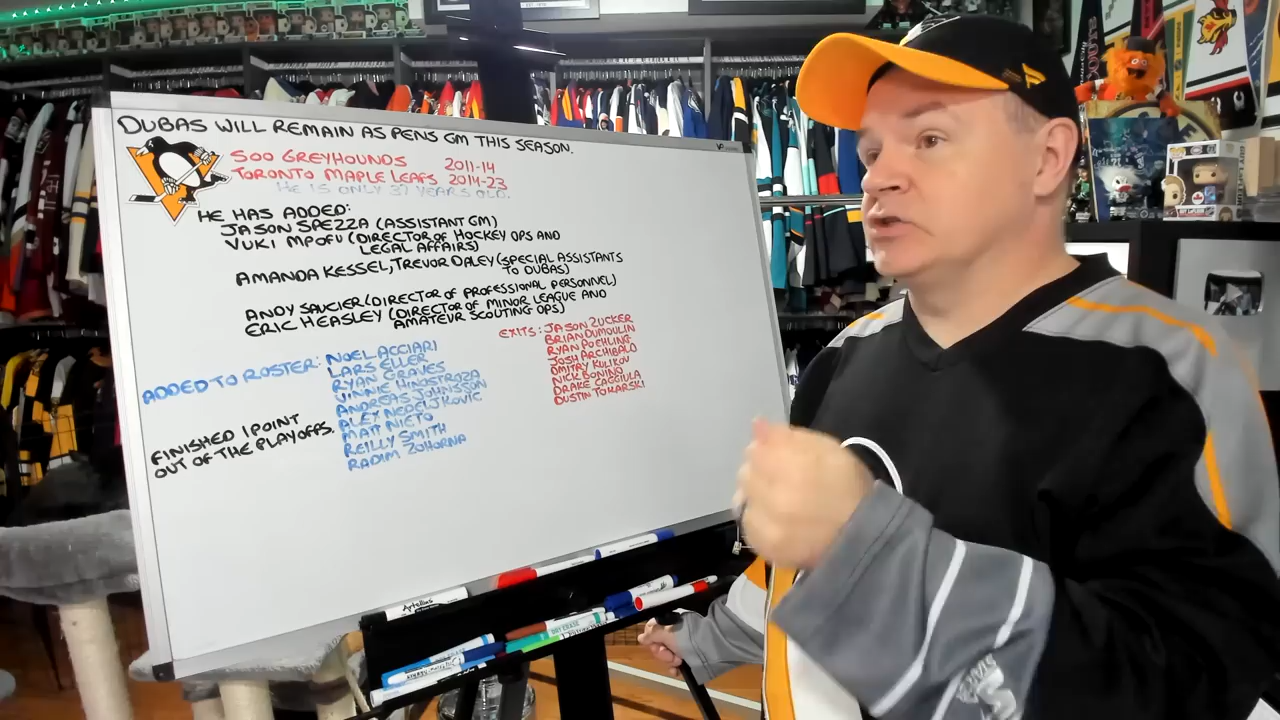 DUBAS WILL REMAIN AS PENS GM THIS SEASON.
SOO GREYHOUNDS 2011-14
TORONTO MAPLE LEAFS 2014-23
HE IS ONLY 37 YEARS OLD.
HE HAS ADDED:
JASON SPEZZA (ASSISTANT GM)
VUKI MPOFU (DIRECTOR OF HOCKEY OPS AND
LEGAL AFFAIRS)
AMANDA KESSEL, TREVOR DALEY (SPECIAL ASSISTANTS
TO DUBAS)
ANDY SAUCIER (DIRECTOR OF PROFESSIONAL PERSONNEL)
ERIC HEASLEY (DIRECTOR OF MINOR LEAGUE AND
AMATEUR SCOUTING OPS)
ADDED TO ROSTER:
NOEL ACCIARI
LARS ELLER
RYAN GRAVES
VINNIE HINOSTROZA
ANDREAS JOHNSSON
ALEX NEDELJKOVIC
MATT NIETO
REILLY SMITH
RADIM ZOHORNA
EXITS: JASON ZUCKER
BRIAN DUMOULIN
RYAN POEHLING
JOSH ARCHIBALD
DMITRY KULIKOV
NICK BONINO
DRAKE CAGGIULA
DUSTIN TOKARSKI
FINISHED 1 POINT
OUT OF THE PLAYOFFS.
Arteflux
DRY ERASE